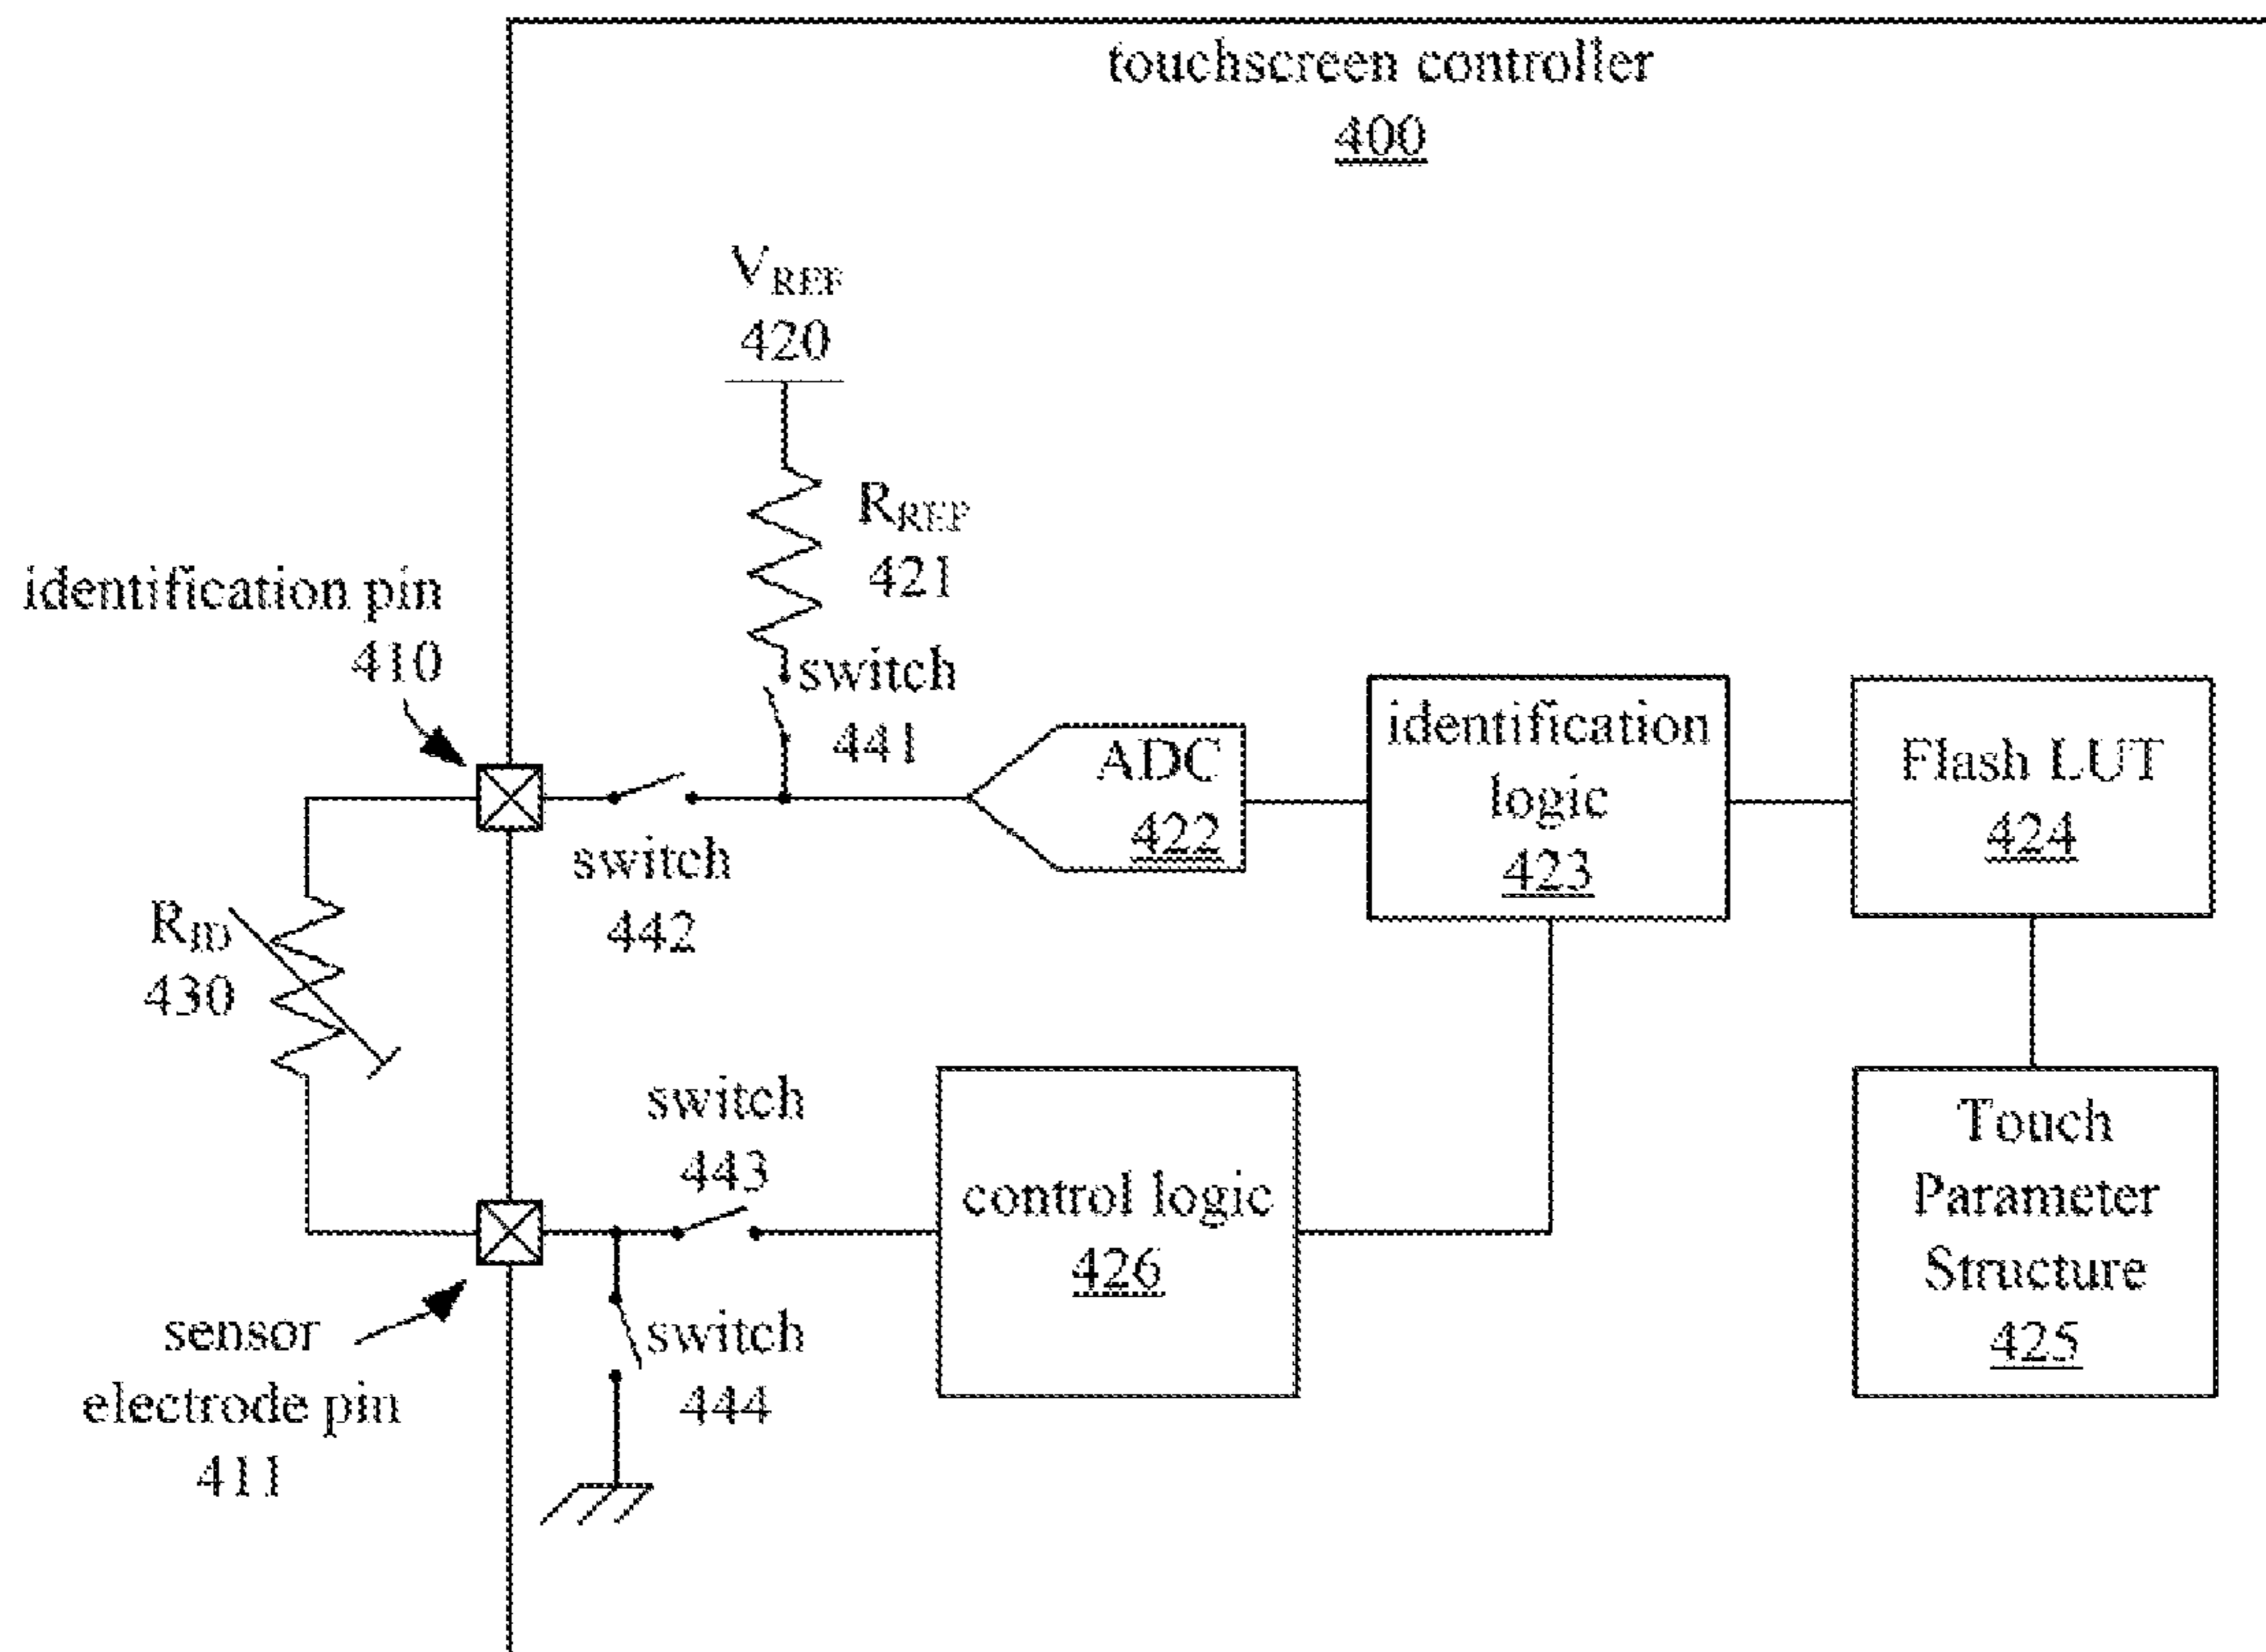 touchscreen controller
400
VREF
420
RREF
421
identification pin
410
switch
441
switch
442
ADC
422
identification
logic
423
Flash LUT
424
RID
430
switch
443
control logic
426
Touch
Parameter
Structure
425
sensor
electrode pin
411
switch
444